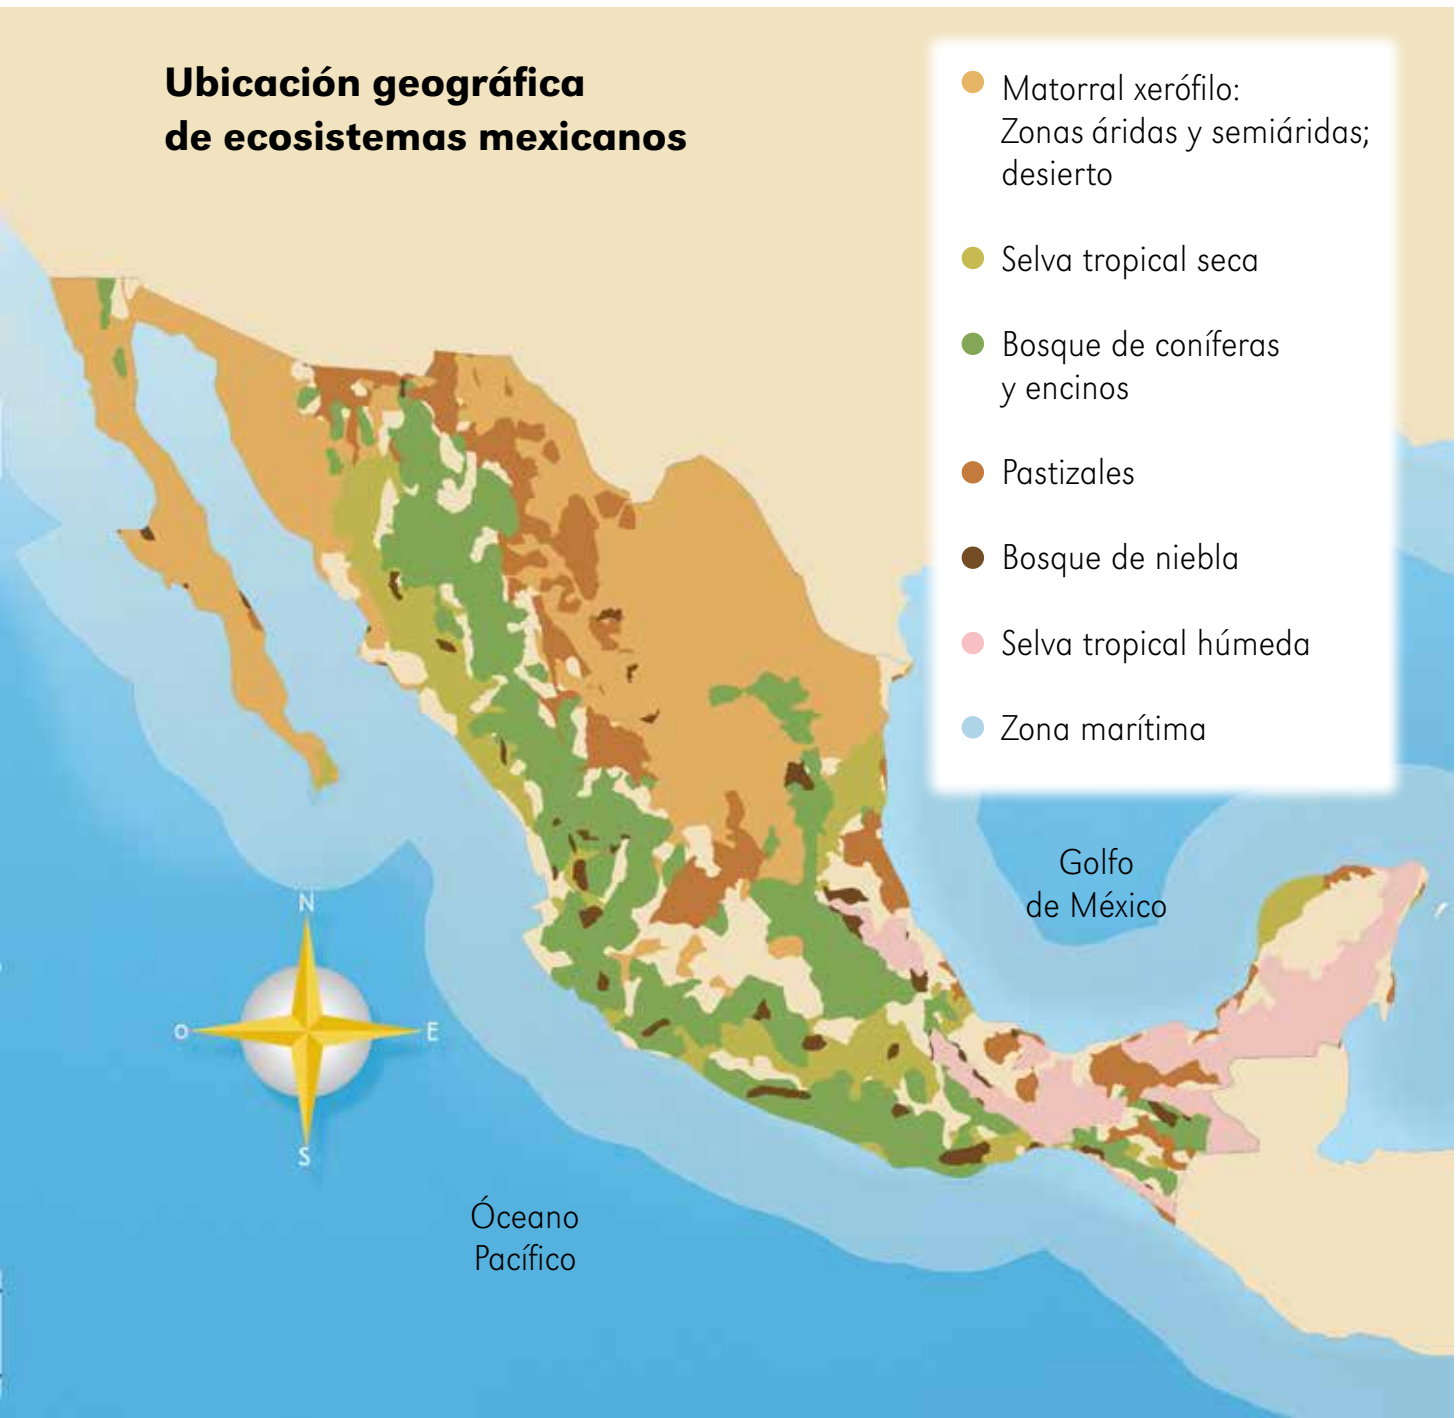 Ubicación geográfica
de ecosistemas mexicanos
Matorral xerófilo:
Zonas áridas y semiáridas;
desierto
Selva tropical seca
Bosque de coníferas
y encinos
Pastizales
Bosque de niebla
Selva tropical húmeda
Zona marítima
Golfo
de México
N
O
E
S
Óceano
Pacífico